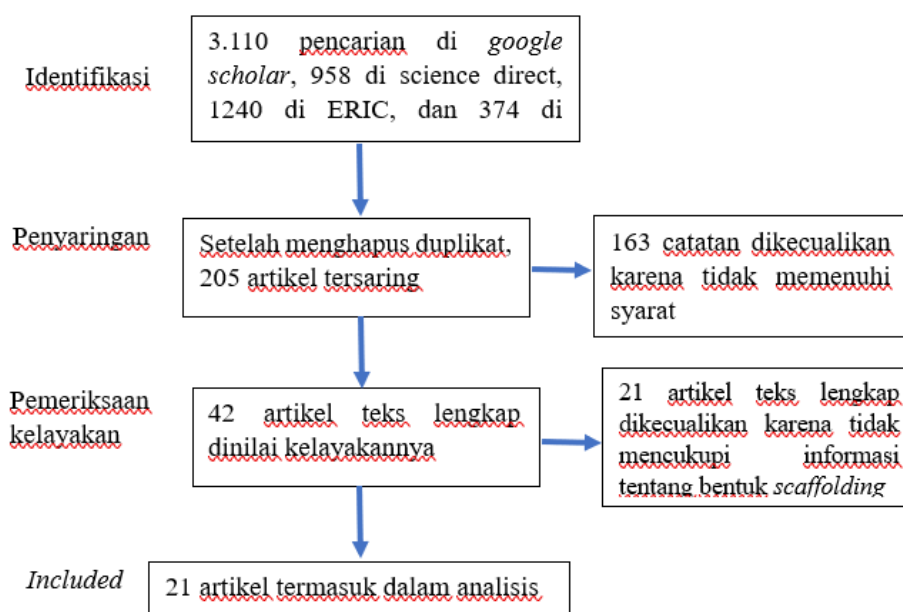 Identifikasi
3.110 pencarian di google
scholar, 958 di science direct,
1240 di ERIC, dan 374 di
Penyaringan
Setelah menghapus duplikat,
205 artikel tersaring
163 catatan dikecualikan
karena tidak memenuhi
syarat
Pemeriksaan
kelayakan
42 artikel teks lengkap
dinilai kelayakannya
21 artikel teks lengkap
dikecualikan karena tidak
mencukupi informasi
tentang bentuk scaffolding
Included
21 artikel termasuk dalam analisis